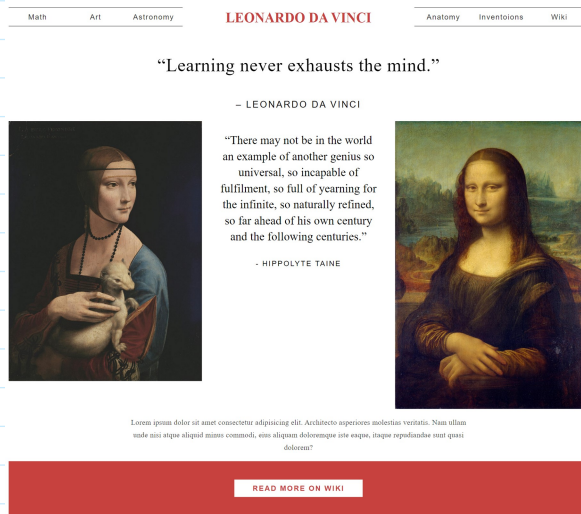 Math Art Astronomy LEONARDO DA VINCI Anatomy Inventoions Wiki
“Learning never exhausts the mind.”
– LEONARDO DA VINCI
“There may not be in the world
an example of another genius so
universal, so incapable of
fulfilment, so full of yearning for
the infinite, so naturally refined,
so far ahead of his own century
and the following centuries.”
- HIPPOLYTE TAINE
Lorem ipsum dolor sit amet consectetur adipisicing elit. Architecto asperiores molestias veritatis. Nam ullam
unde nisi atque aliquid minus commodi, eius aliquam doloremque iste eaque, itaque repudiandae sunt quasi
dolorem?
READ MORE ON WIKI